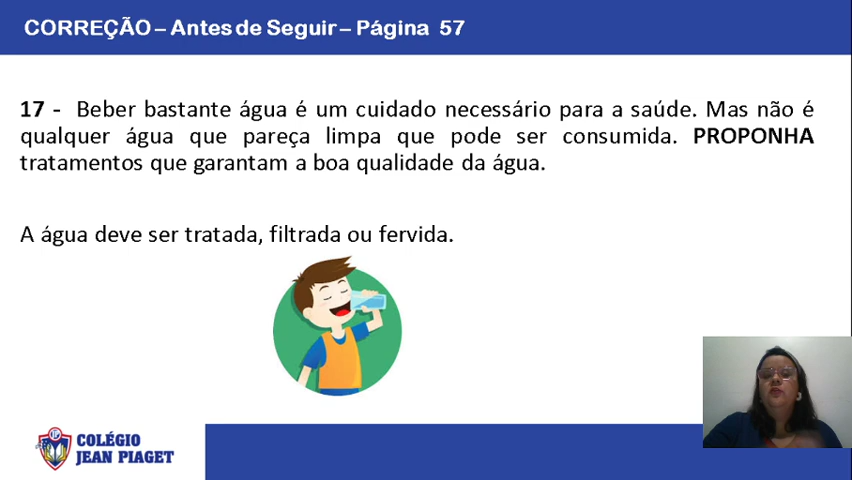 CORREÇÃO – Antes de Seguir – Página 57
17 - Beber bastante água é um cuidado necessário para a saúde. Mas não é
qualquer água que pareça limpa que pode ser consumida. PROPONHA
tratamentos que garantam a boa qualidade da água.
A água deve ser tratada, filtrada ou fervida.
COLÉGIO
JEAN PIAGET